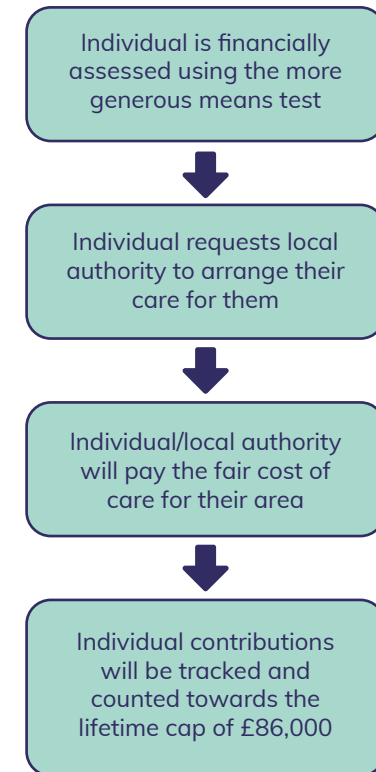 Individual is financially
assessed using the more
generous means test
Individual requests local
authority to arrange their
care for them
Individual/local authority
will pay the fair cost of
care for their area
Individual contributions
will be tracked and
counted towards the
lifetime cap of £86,000